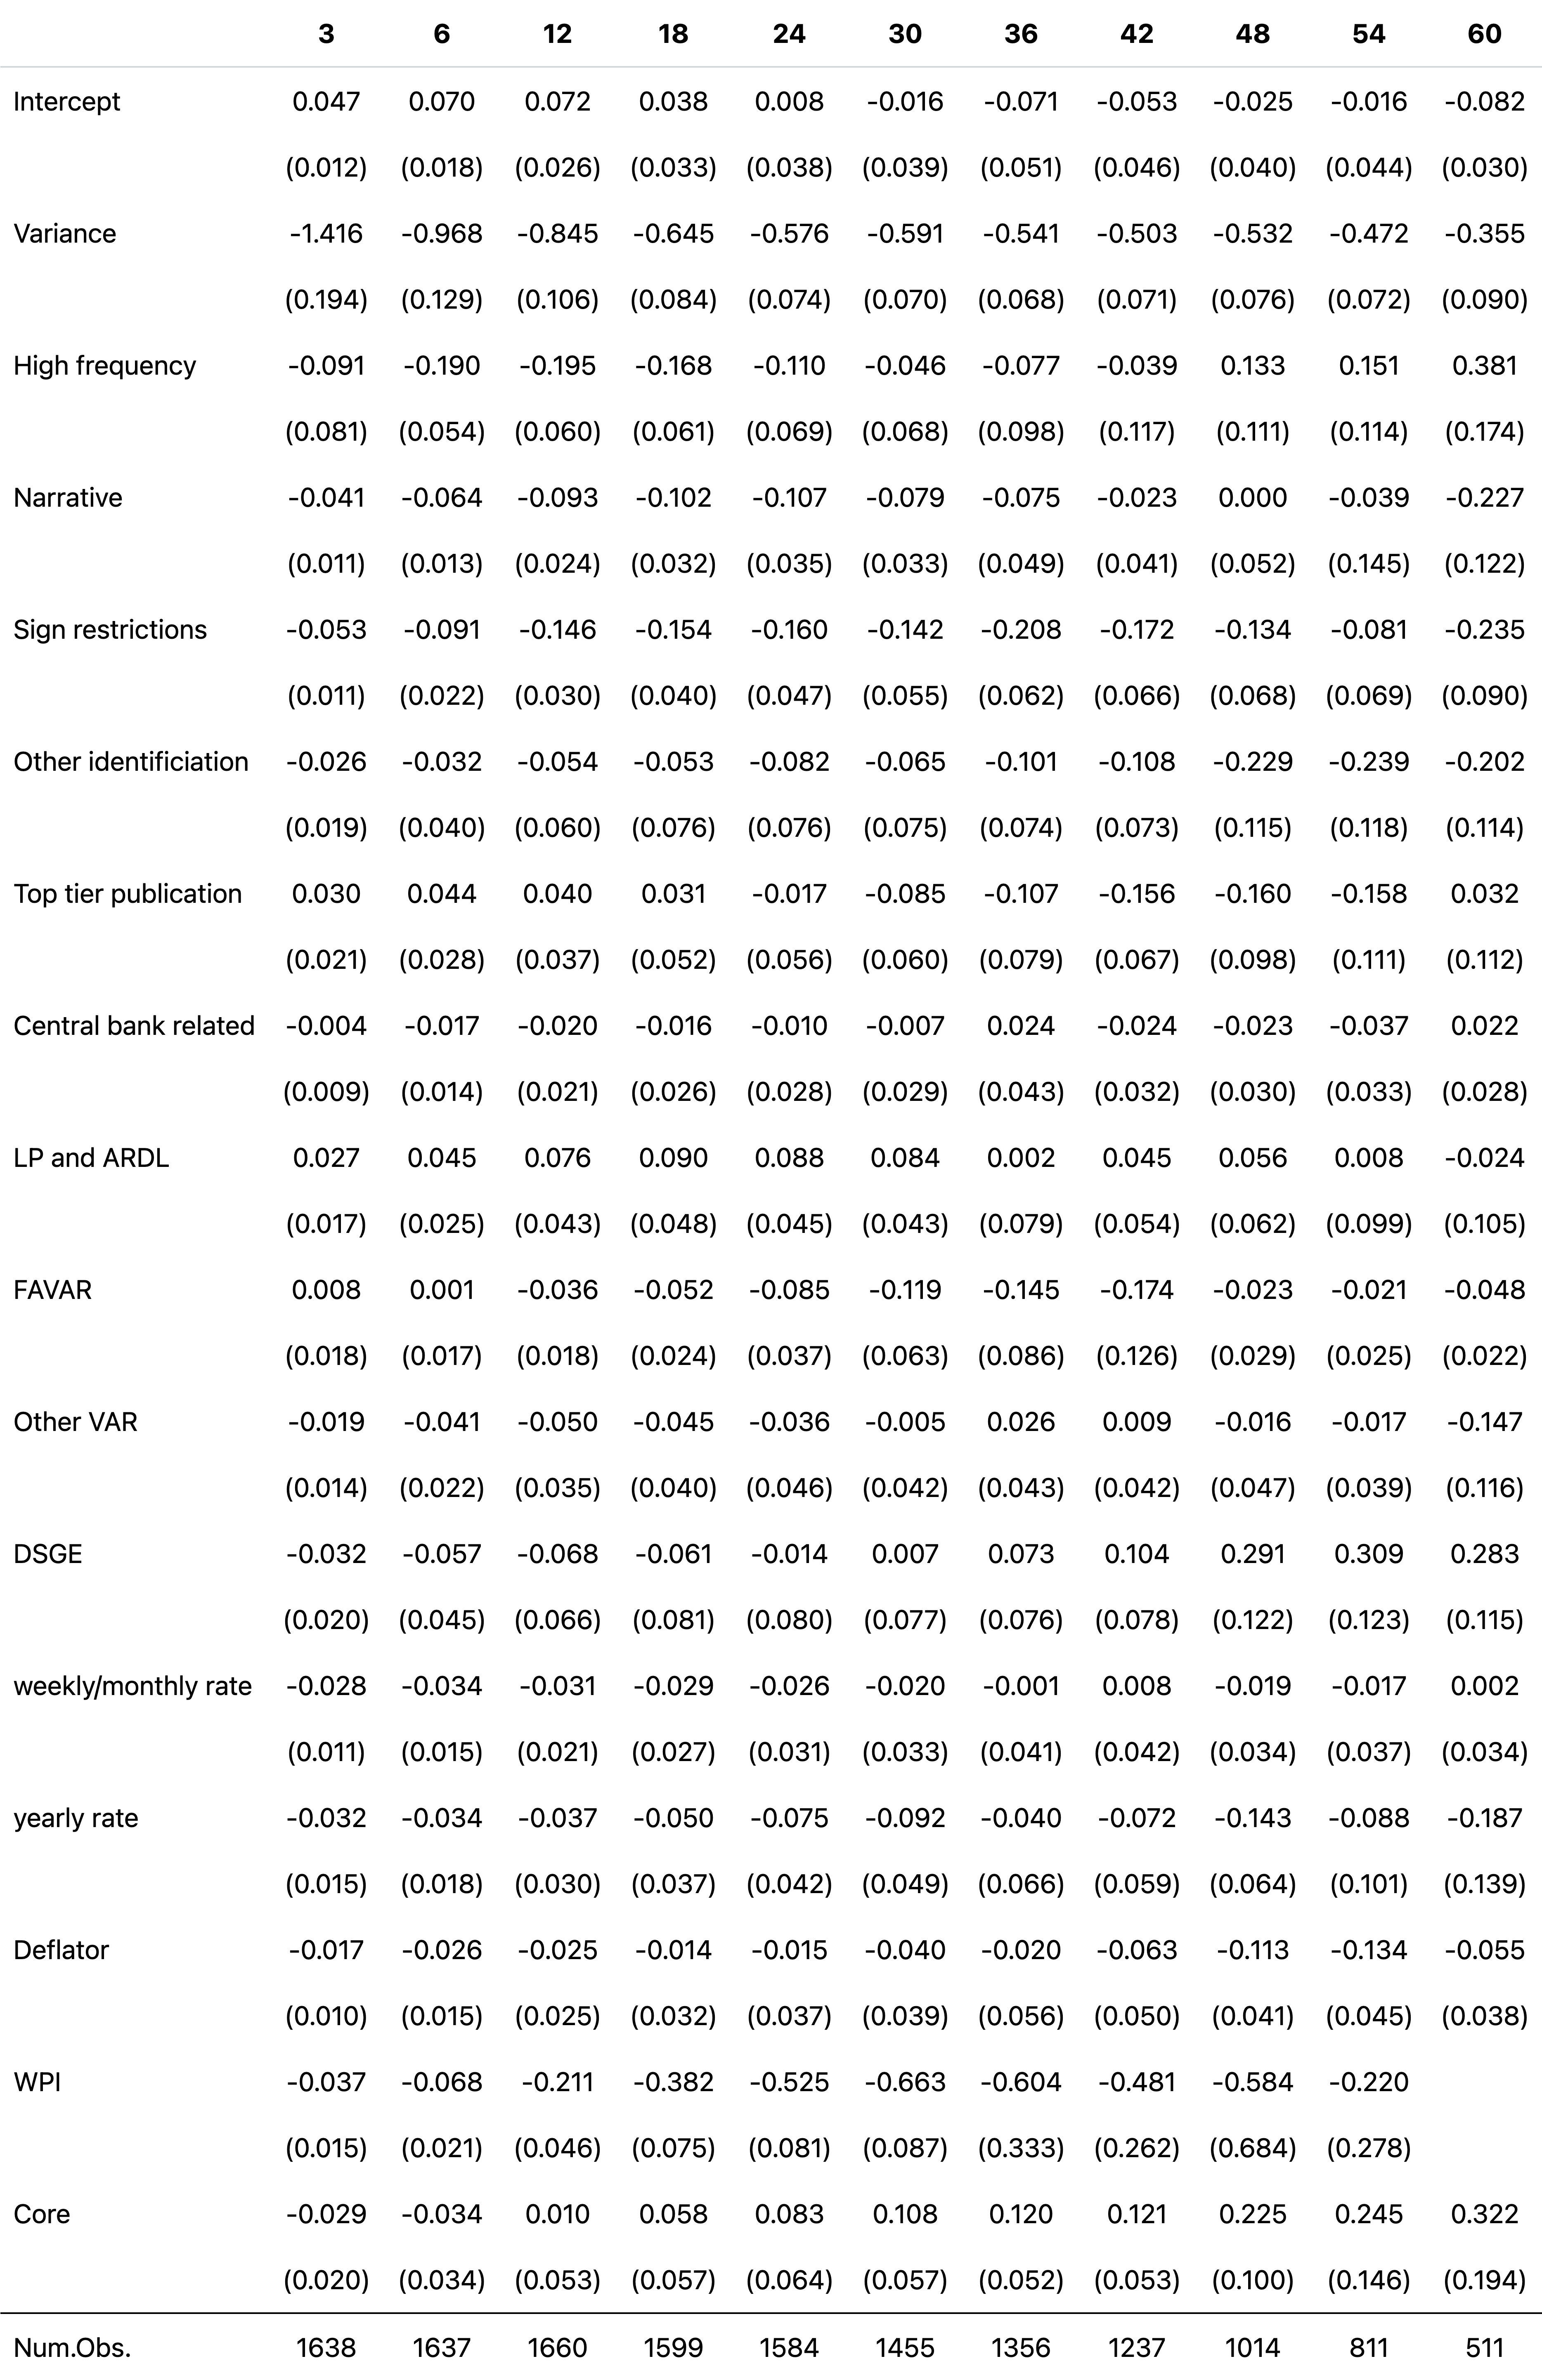 3 6 12 18 24 30 36 42 48 54 60
Intercept 0.047 0.070 0.072 0.038 0.008 -0.016 -0.071 -0.053 -0.025 -0.016 -0.082
(0.012) (0.018) (0.026) (0.033) (0.038) (0.039) (0.051) (0.046) (0.040) (0.044) (0.030)
Variance -1.416 -0.968 -0.845 -0.645 -0.576 -0.591 -0.541 -0.503 -0.532 -0.472 -0.355
(0.194) (0.129) (0.106) (0.084) (0.074) (0.070) (0.068) (0.071) (0.076) (0.072) (0.090)
High frequency -0.091 -0.190 -0.195 -0.168 -0.110 -0.046 -0.077 -0.039 0.133 0.151 0.381
(0.081) (0.054) (0.060) (0.061) (0.069) (0.068) (0.098) (0.117) (0.111) (0.114) (0.174)
Narrative -0.041 -0.064 -0.093 -0.102 -0.107 -0.079 -0.075 -0.023 0.000 -0.039 -0.227
(0.011) (0.013) (0.024) (0.032) (0.035) (0.033) (0.049) (0.041) (0.052) (0.145) (0.122)
Sign restrictions -0.053 -0.091 -0.146 -0.154 -0.160 -0.142 -0.208 -0.172 -0.134 -0.081 -0.235
(0.011) (0.022) (0.030) (0.040) (0.047) (0.055) (0.062) (0.066) (0.068) (0.069) (0.090)
Other identificiation -0.026 -0.032 -0.054 -0.053 -0.082 -0.065 -0.101 -0.108 -0.229 -0.239 -0.202
(0.019) (0.040) (0.060) (0.076) (0.076) (0.075) (0.074) (0.073) (0.115) (0.118) (0.114)
Top tier publication 0.030 0.044 0.040 0.031 -0.017 -0.085 -0.107 -0.156 -0.160 -0.158 0.032
(0.021) (0.028) (0.037) (0.052) (0.056) (0.060) (0.079) (0.067) (0.098) (0.111) (0.112)
Central bank related -0.004 -0.017 -0.020 -0.016 -0.010 -0.007 0.024 -0.024 -0.023 -0.037 0.022
(0.009) (0.014) (0.021) (0.026) (0.028) (0.029) (0.043) (0.032) (0.030) (0.033) (0.028)
LP and ARDL 0.027 0.045 0.076 0.090 0.088 0.084 0.002 0.045 0.056 0.008 -0.024
(0.017) (0.025) (0.043) (0.048) (0.045) (0.043) (0.079) (0.054) (0.062) (0.099) (0.105)
FAVAR 0.008 0.001 -0.036 -0.052 -0.085 -0.119 -0.145 -0.174 -0.023 -0.021 -0.048
(0.018) (0.017) (0.018) (0.024) (0.037) (0.063) (0.086) (0.126) (0.029) (0.025) (0.022)
Other VAR -0.019 -0.041 -0.050 -0.045 -0.036 -0.005 0.026 0.009 -0.016 -0.017 -0.147
(0.014) (0.022) (0.035) (0.040) (0.046) (0.042) (0.043) (0.042) (0.047) (0.039) (0.116)
DSGE -0.032 -0.057 -0.068 -0.061 -0.014 0.007 0.073 0.104 0.291 0.309 0.283
(0.020) (0.045) (0.066) (0.081) (0.080) (0.077) (0.076) (0.078) (0.122) (0.123) (0.115)
weekly/monthly rate -0.028 -0.034 -0.031 -0.029 -0.026 -0.020 -0.001 0.008 -0.019 -0.017 0.002
(0.011) (0.015) (0.021) (0.027) (0.031) (0.033) (0.041) (0.042) (0.034) (0.037) (0.034)
yearly rate -0.032 -0.034 -0.037 -0.050 -0.075 -0.092 -0.040 -0.072 -0.143 -0.088 -0.187
(0.015) (0.018) (0.030) (0.037) (0.042) (0.049) (0.066) (0.059) (0.064) (0.101) (0.139)
Deflator -0.017 -0.026 -0.025 -0.014 -0.015 -0.040 -0.020 -0.063 -0.113 -0.134 -0.055
(0.010) (0.015) (0.025) (0.032) (0.037) (0.039) (0.056) (0.050) (0.041) (0.045) (0.038)
WPI -0.037 -0.068 -0.211 -0.382 -0.525 -0.663 -0.604 -0.481 -0.584 -0.220
(0.015) (0.021) (0.046) (0.075) (0.081) (0.087) (0.333) (0.262) (0.684) (0.278)
Core -0.029 -0.034 0.010 0.058 0.083 0.108 0.120 0.121 0.225 0.245 0.322
(0.020) (0.034) (0.053) (0.057) (0.064) (0.057) (0.052) (0.053) (0.100) (0.146) (0.194)
Num.Obs. 1638 1637 1660 1599 1584 1455 1356 1237 1014 811 511